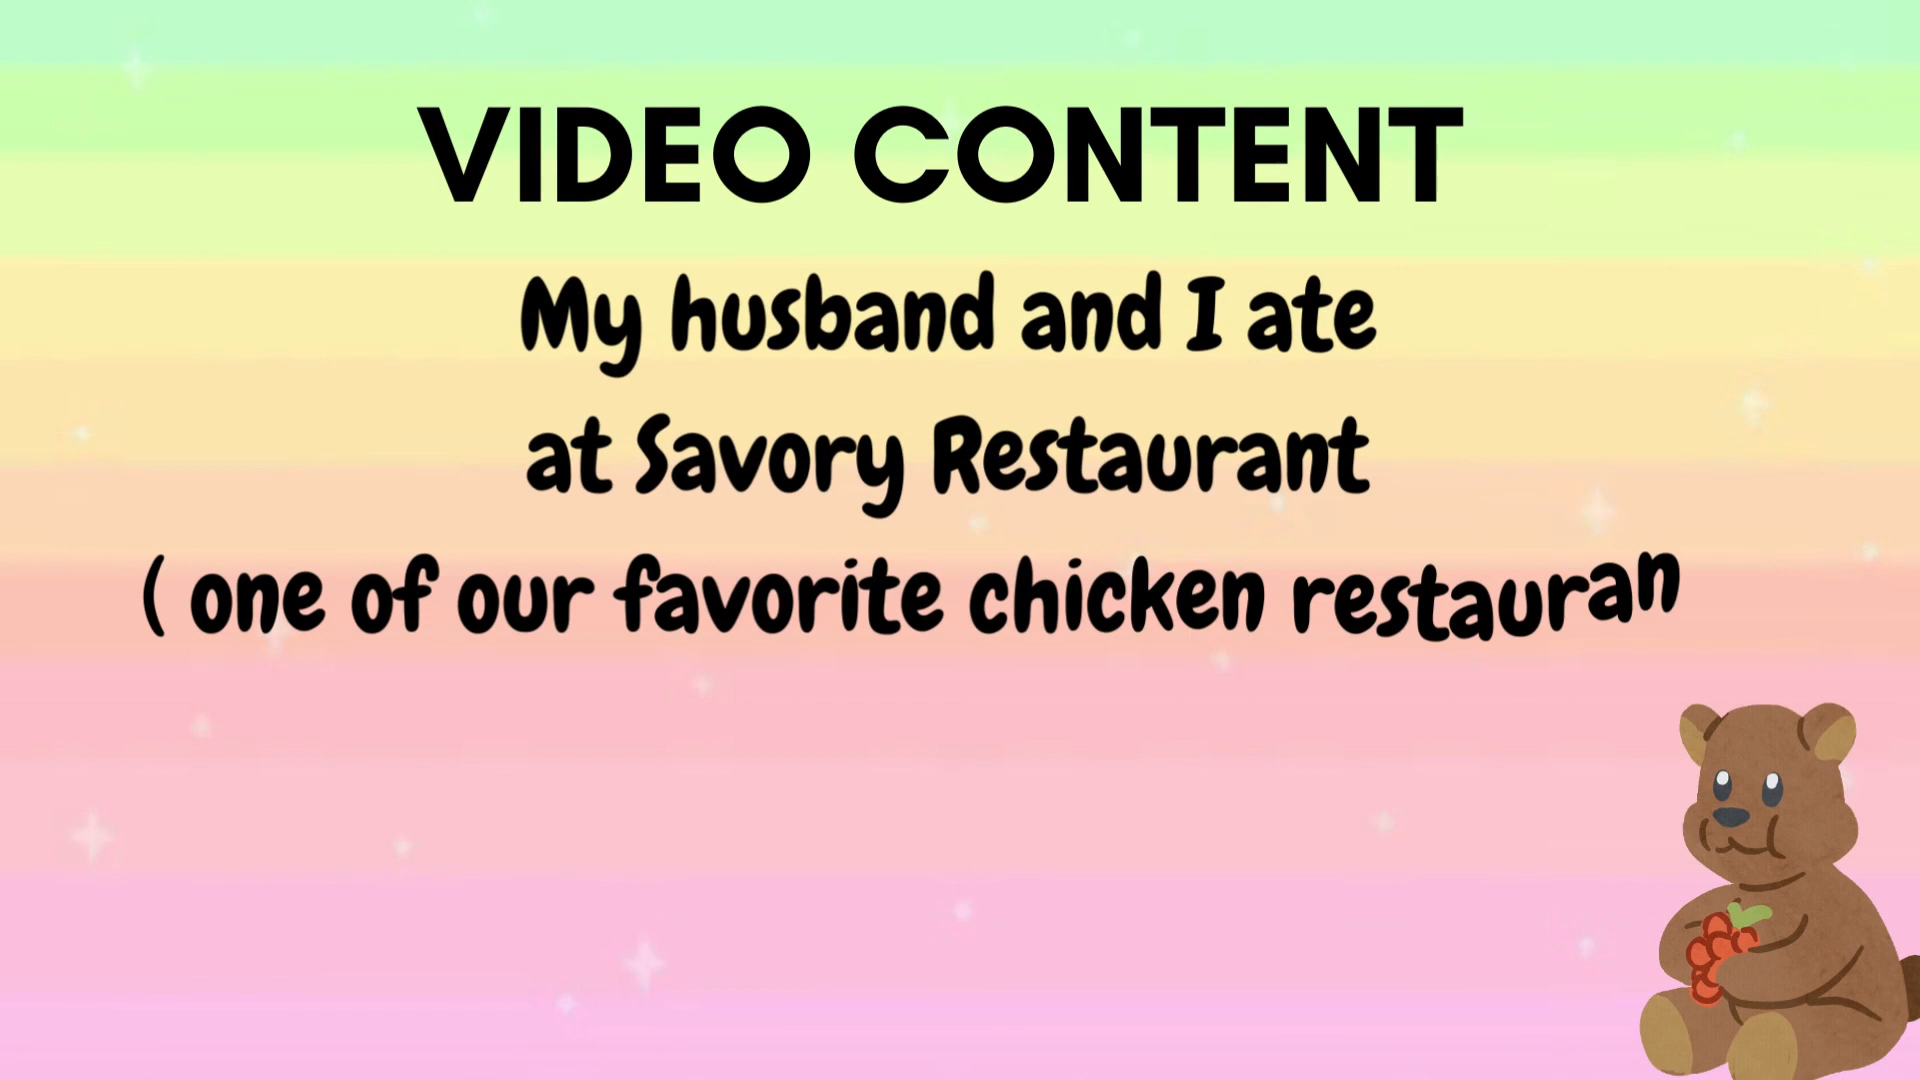 VIDEO CONTENT
My husband and I ate
at Savory Restaurant
( one of our favorite chicken restauran